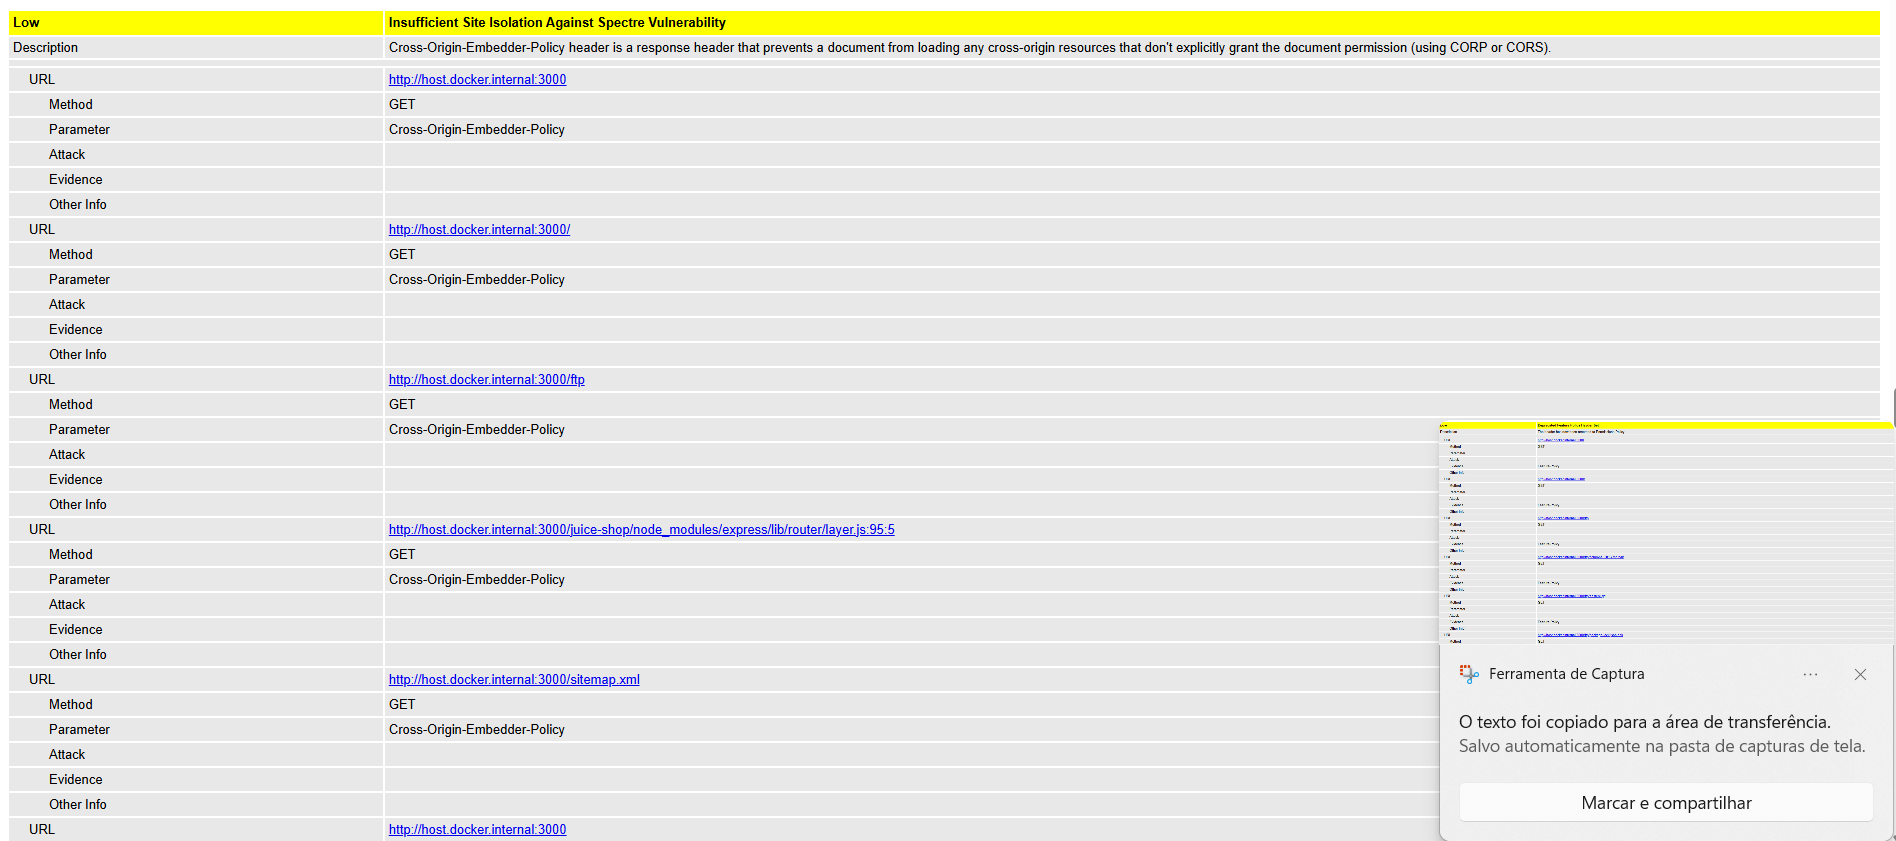 Low Insufficient Site Isolation Against Spectre Vulnerability
Description Cross-Origin-Embedder-Policy header is a response header that prevents a document from loading any cross-origin resources that don't explicitly grant the document permission (using CORP or CORS).
URL http://host.docker.internal:3000
Method GET
Parameter Cross-Origin-Embedder-Policy
Attack
Evidence
Other Info
URL http://host.docker.internal:3000/
Method GET
Parameter Cross-Origin-Embedder-Policy
Attack
Evidence
Other Info
URL http://host.docker.internal:3000/ftp
Method GET
Parameter Cross-Origin-Embedder-Policy
Attack
Evidence
Other Info
URL http://host.docker.internal:3000/juice-shop/node_modules/express/lib/router/layer.js:95:5
Method GET
Parameter Cross-Origin-Embedder-Policy
Attack
Evidence
Other Info
URL http://host.docker.internal:3000/sitemap.xml
Method GET
Parameter Cross-Origin-Embedder-Policy
Attack
Evidence
Other Info
URL http://host.docker.internal:3000
Ferramenta de Captura
O texto foi copiado para a área de transferência.
Salvo automaticamente na pasta de capturas de tela.
Marcar e compartilhar